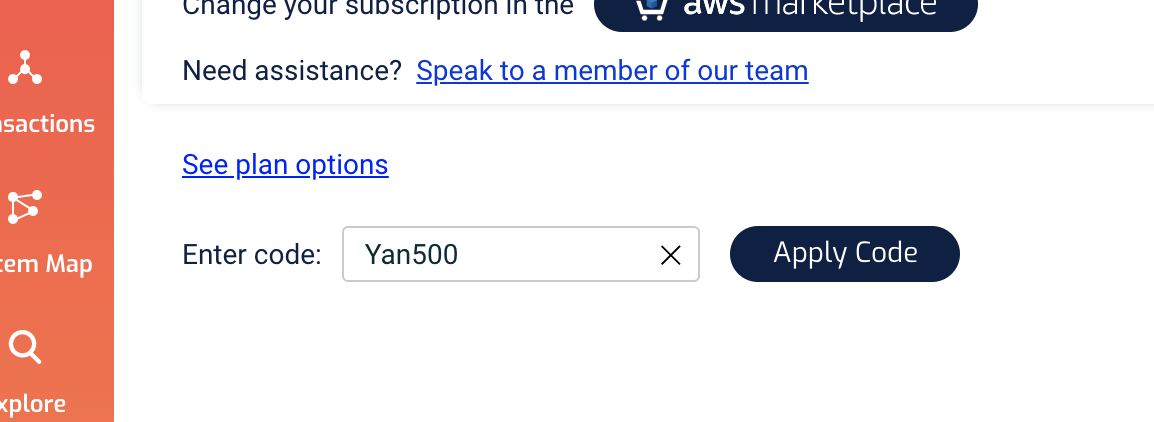 Change your subscription in the aws marketplace
Need assistance? Speak to a member of our team
See plan options
Enter code: Yan500 Apply Code
nsactions
tem Map
xplore